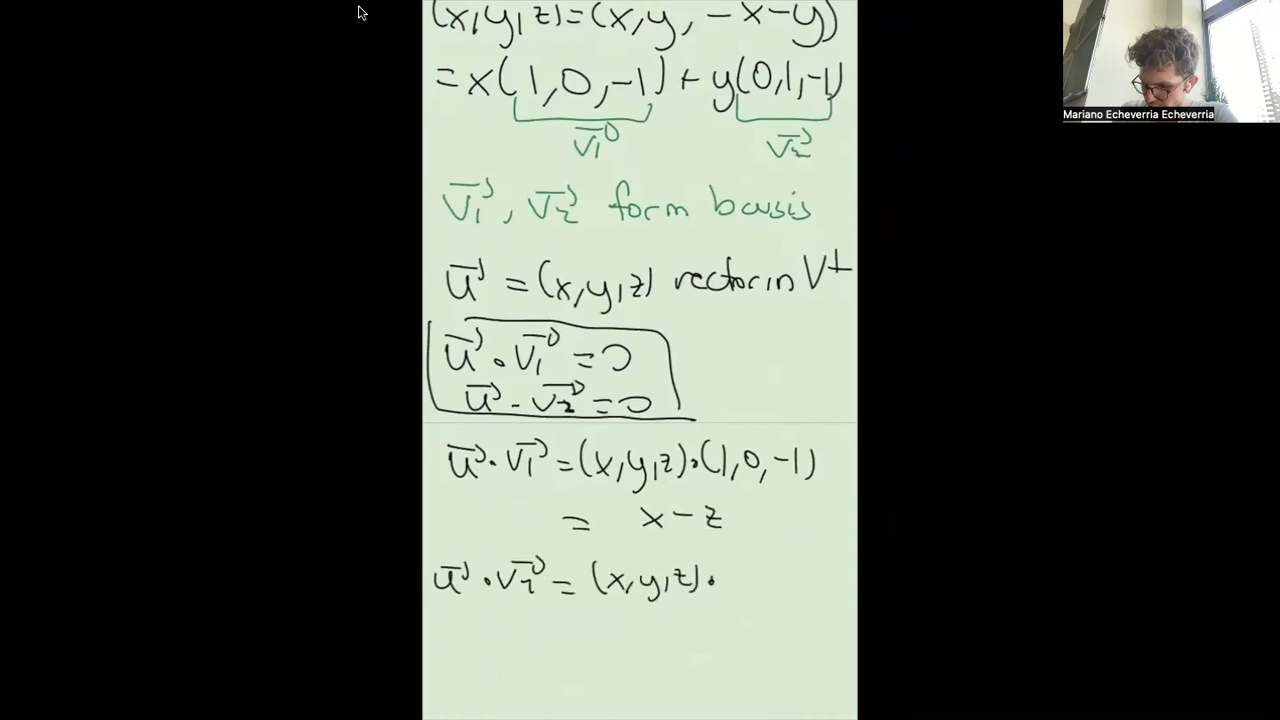 (x,y,z)=(x,y,-x-y)
=x(1,0,-1)+y(0,1,-1)
v₁⃗ v₂⃗
v₁⃗, v₂⃗ form basis
u⃗ = (x,y,z) vector in V⊥
u⃗ · v₁⃗ = 0
u⃗ · v₂⃗ = 0
u⃗ · v₁⃗ = (x,y,z)·(1,0,-1)
= x-z
u⃗ · v₂⃗ = (x,y,z)·
Mariano Echeverria Echeverria